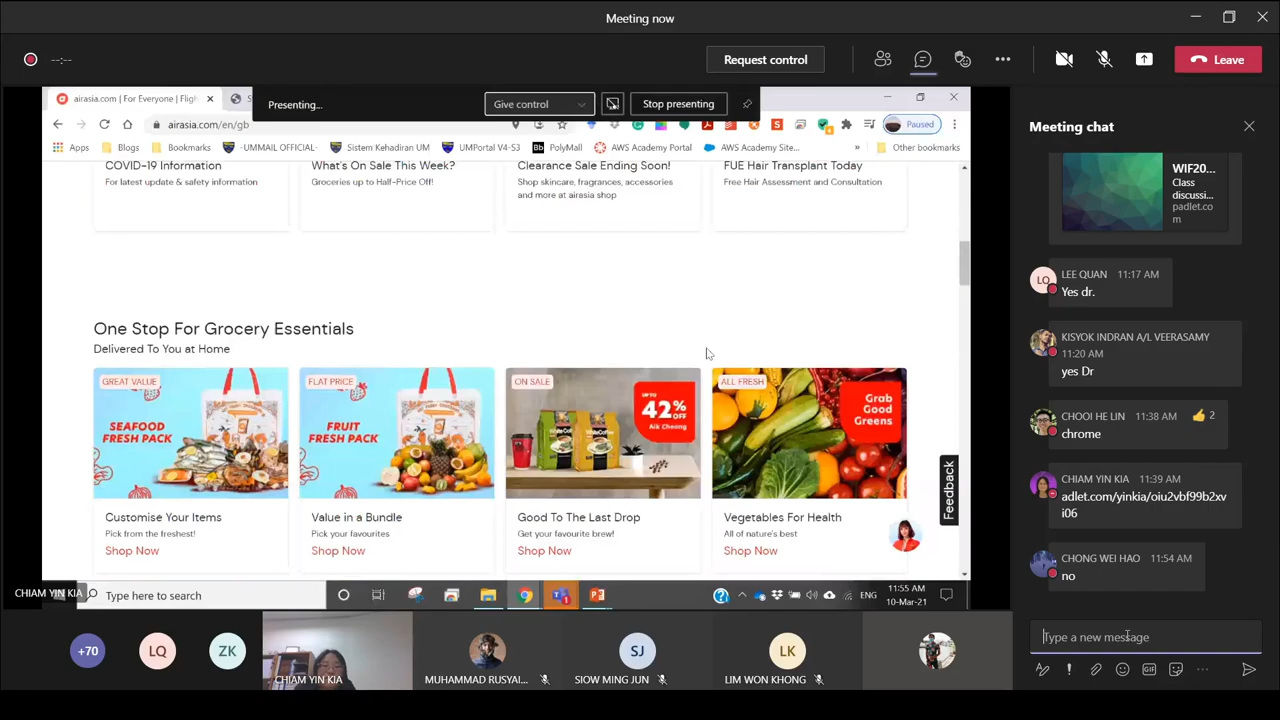 Meeting now
--:--
Request control
Leave
airasia.com | For Everyone | Fligh
Presenting...
Give control
Stop presenting
airasia.com/en/gb
Paused
Apps
Blogs
Bookmarks
-UMMAIL OFFICIAL-
Sistem Kehadiran UM
UMPortal V4-S3
PolyMall
AWS Academy Portal
AWS Academy Site...
»
Other bookmarks
COVID-19 Information
For latest update & safety information
What's On Sale This Week?
Groceries up to Half-Price Off!
Clearance Sale Ending Soon!
Shop skincare, fragrances, accessories
and more at airasia shop
FUE Hair Transplant Today
Free Hair Assessment and Consultation
One Stop For Grocery Essentials
Delivered To You at Home
GREAT VALUE
SEAFOOD
FRESH PACK
Customise Your Items
Pick from the freshest!
Shop Now
FLAT PRICE
FRUIT
FRESH PACK
Value in a Bundle
Pick your favourites
Shop Now
ON SALE
UP TO
42%
OFF
Aik Cheong
Good To The Last Drop
Get your favourite brew!
Shop Now
ALL FRESH
Grab
Good
Greens
Vegetables For Health
All of nature's best
Shop Now
Feedback
CHIAM YIN KIA
Type here to search
ENG
11:55 AM
10-Mar-21
+70
LQ
ZK
CHIAM YIN KIA
MUHAMMAD RUSYAI...
SJ
SIOW MING JUN
LK
LIM WON KHONG
Meeting chat
WIF20...
Class
discussi...
padlet.co
m
LO
LEE QUAN 11:17 AM
Yes dr.
KISYOK INDRAN A/L VEERASAMY
11:20 AM
yes Dr
CHOOI HE LIN 11:38 AM 2
chrome
CHIAM YIN KIA 11:39 AM
adlet.com/yinkia/oiu2vbf99b2xv
i06
CHONG WEI HAO 11:54 AM
no
Type a new message
GIF